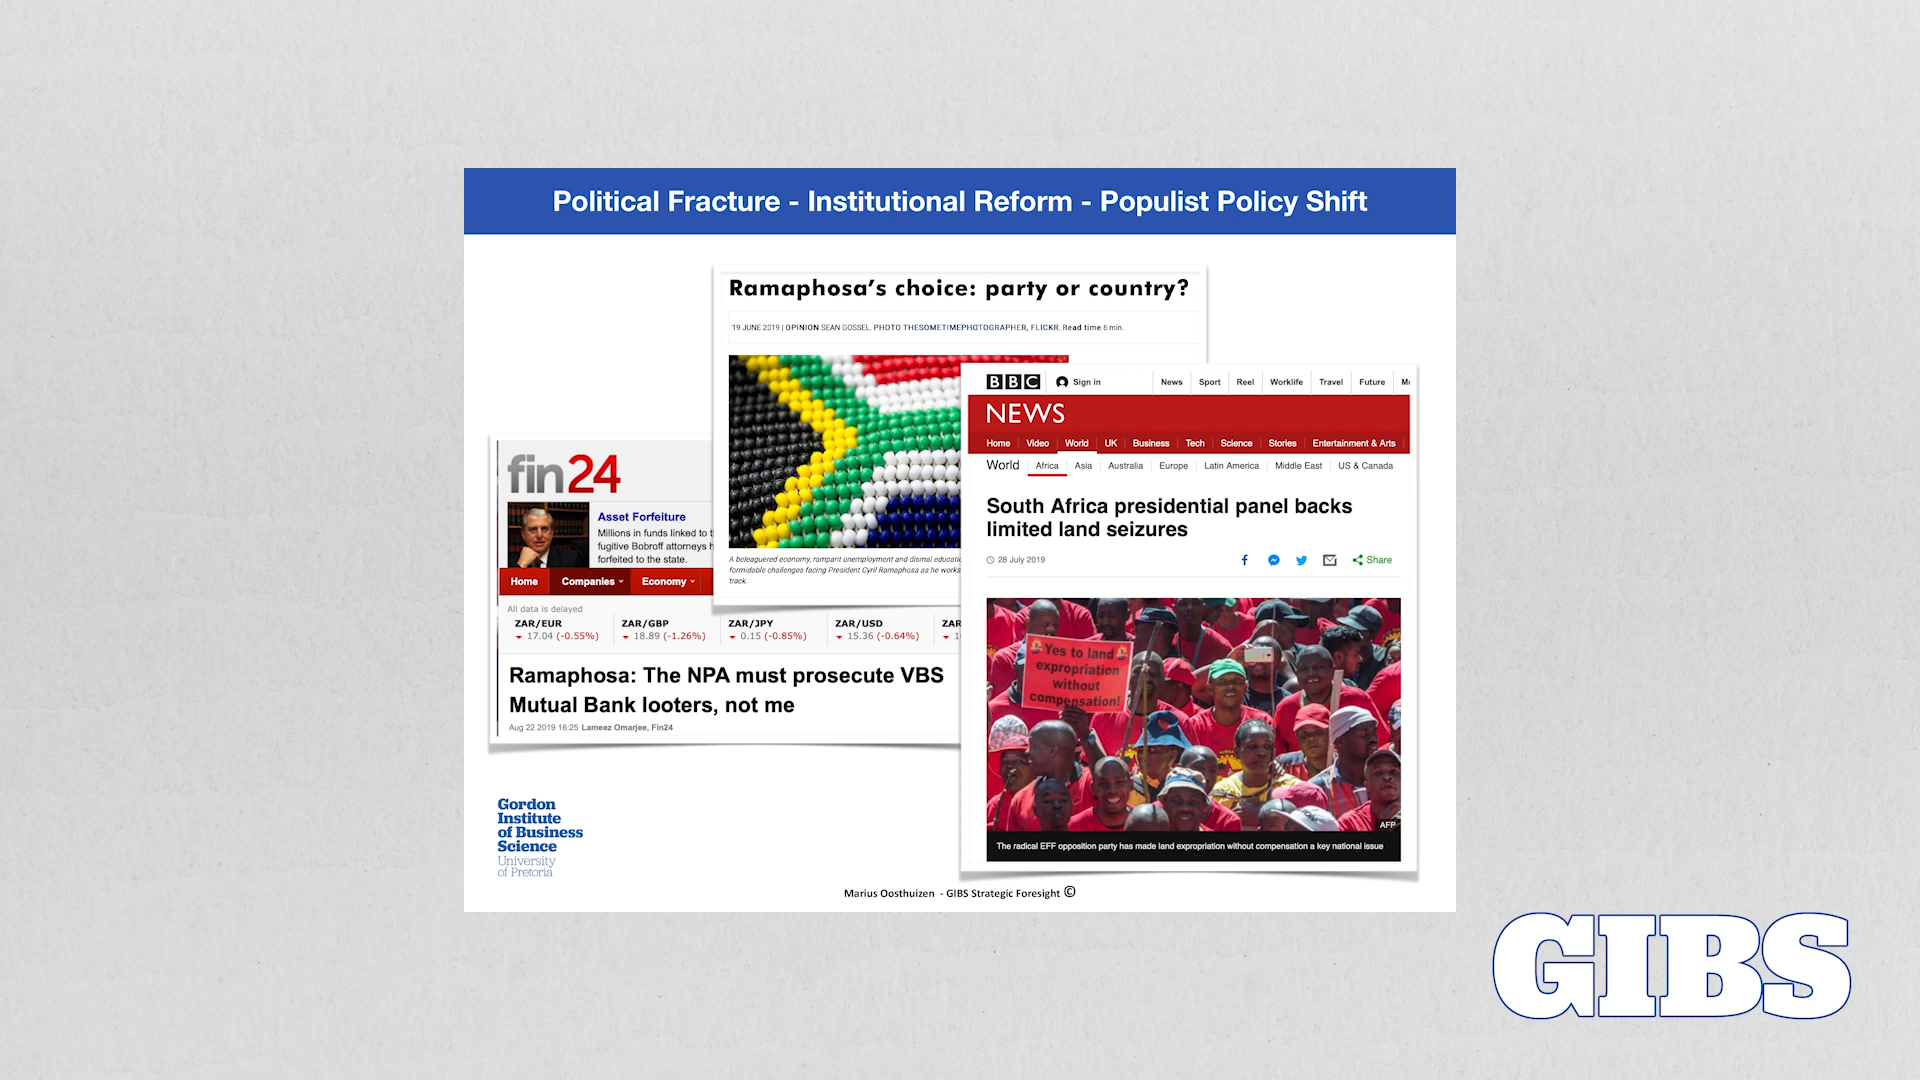 Political Fracture - Institutional Reform - Populist Policy Shift
Ramaphosa's choice: party or country?
19 JUNE 2019 | OPINION SEAN GOSSEL. PHOTO THESOMETIMEPHOTOGRAPHER, FLICKR. Read time 6 min.
A beleaguered economy, rampant unemployment and dismal
formidable challenges facing President Cyril Ramaphosa as he works
track.
fin24
Asset Forfeiture
Millions in funds linked to
fugitive Bobroff attorneys
forfeited to the state.
Home Companies Economy
All data is delayed
ZAR/EUR ZAR/GBP ZAR/JPY ZAR/USD ZAR
17.04 (-0.55%) 18.89 (-1.26%) 0.15 (-0.85%) 15.36 (-0.64%)
Ramaphosa: The NPA must prosecute VBS
Mutual Bank looters, not me
Aug 22 2019 16:25 Lameez Omarjee, Fin24
BBC Sign in News Sport Reel Worklife Travel Future
NEWS
Home Video World UK Business Tech Science Stories Entertainment & Arts
World Africa Asia Australia Europe Latin America Middle East US & Canada
South Africa presidential panel backs
limited land seizures
28 July 2019 Share
Yes to land
expropriation
without
compensation!
AFP
The radical EFF opposition party has made land expropriation without compensation a key national issue
Gordon
Institute
of Business
Science
University
of Pretoria
Marius Oosthuizen - GIBS Strategic Foresight ©
GIBS